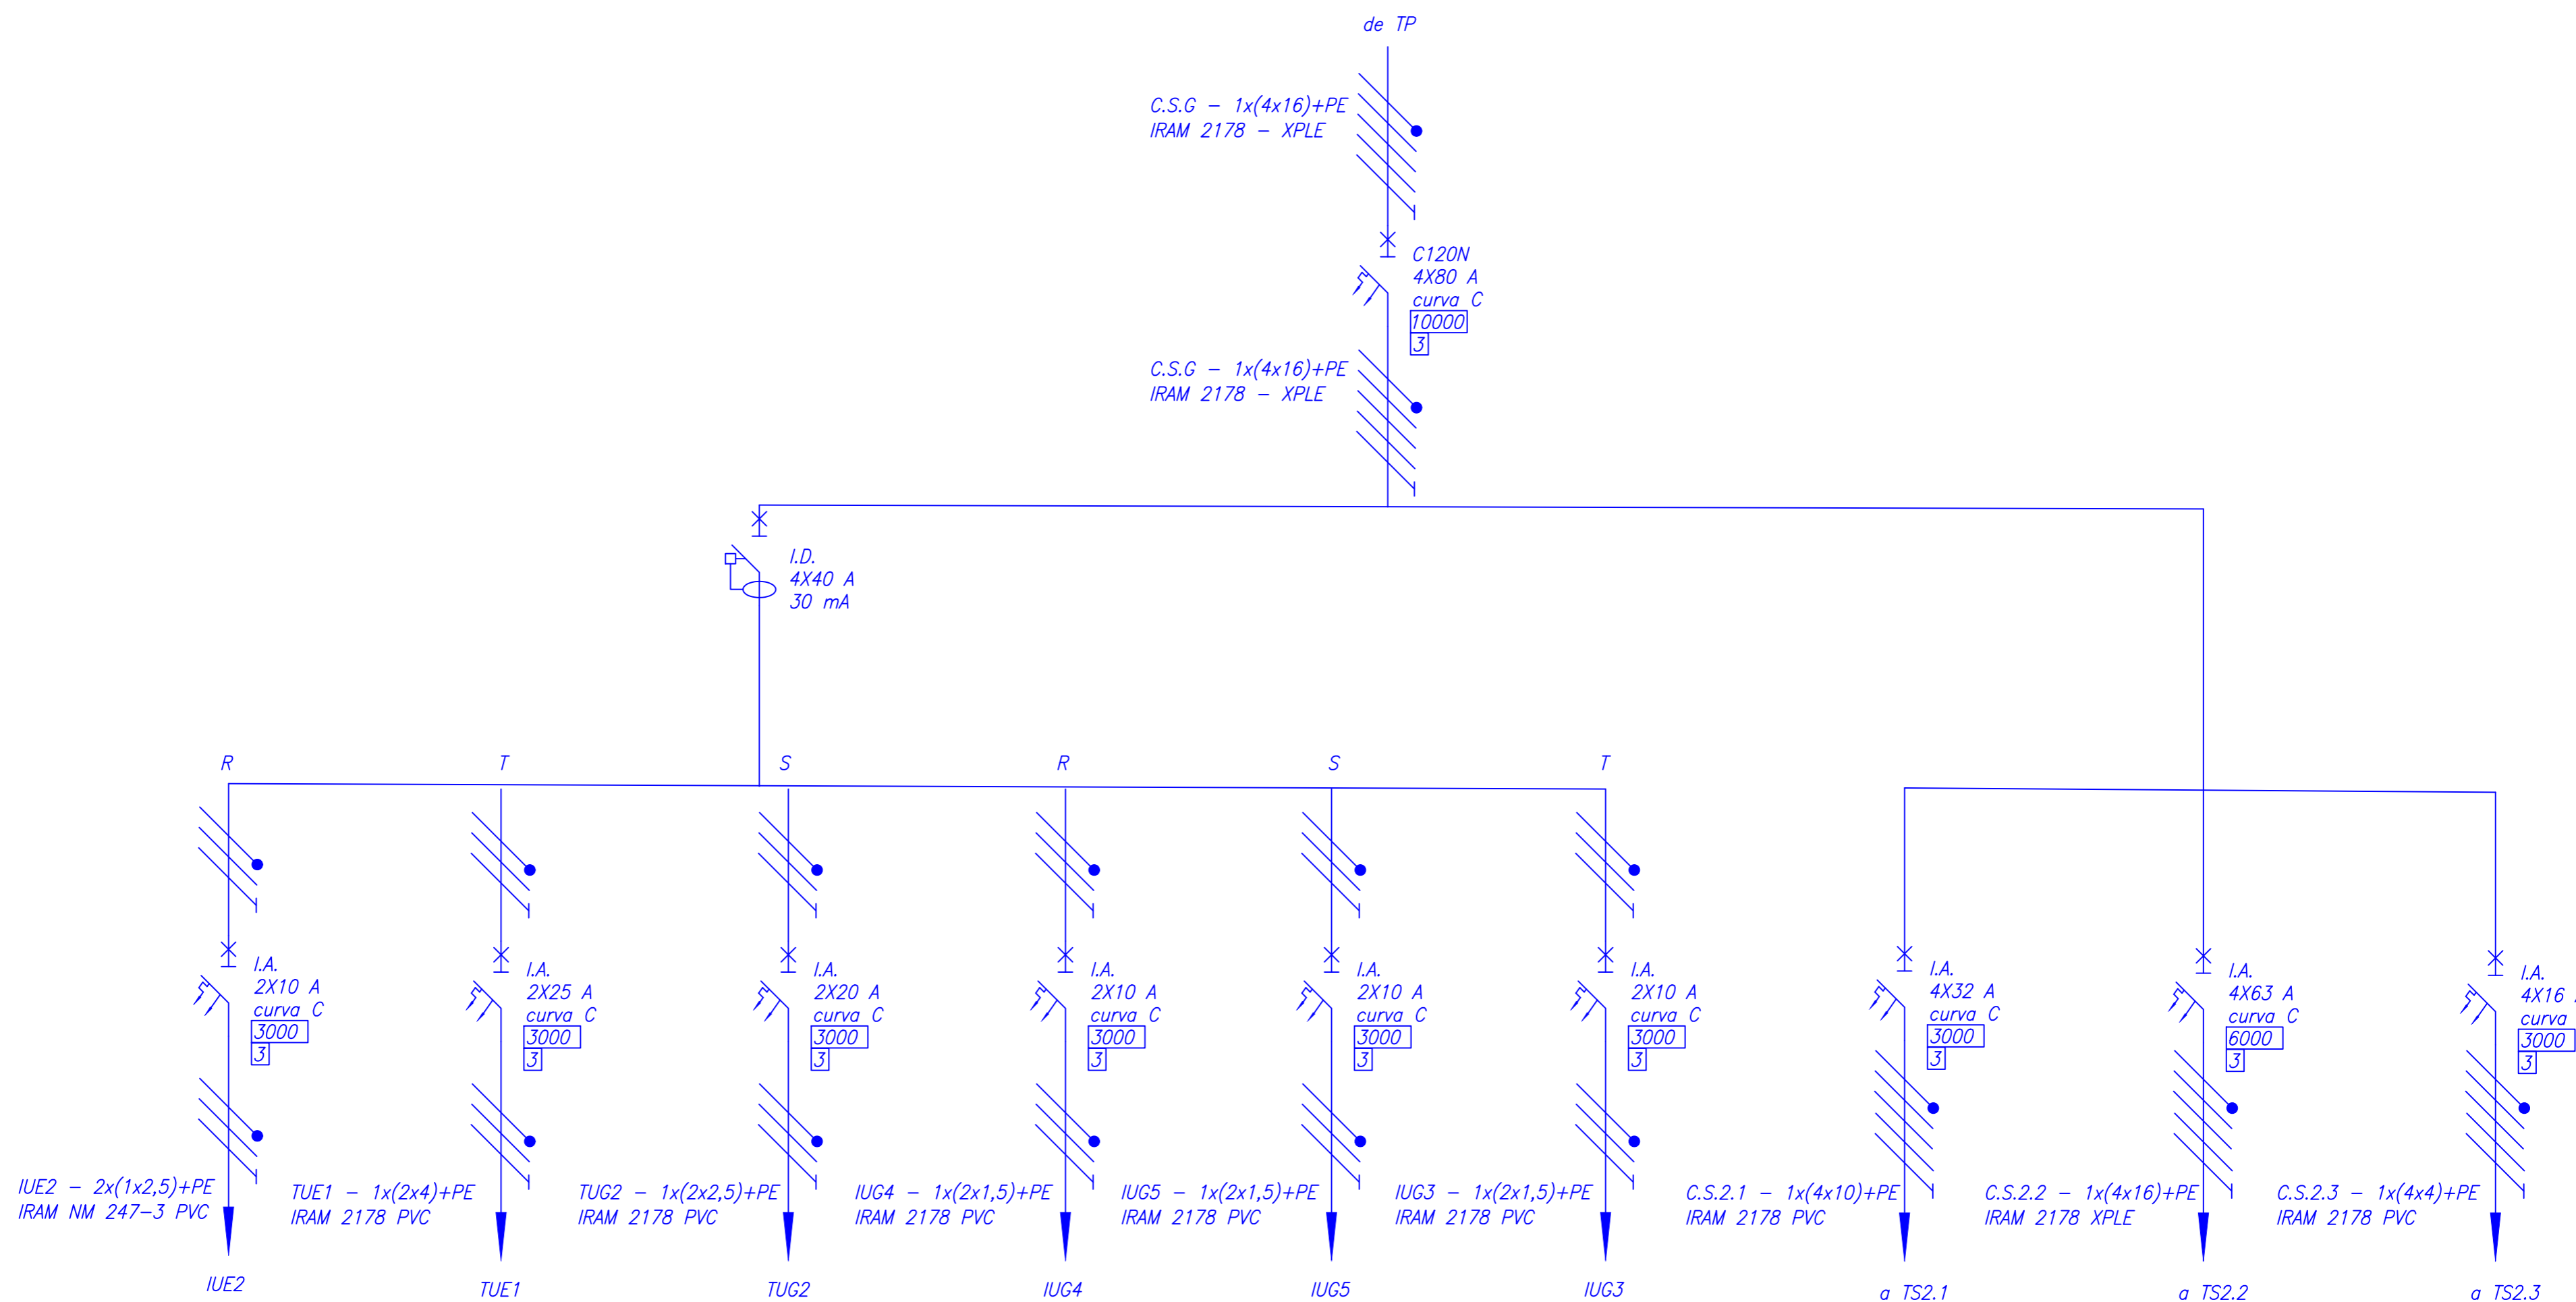 de TP
C.S.G - 1x(4x16)+PE
IRAM 2178 - XPLE
C120N
4X80 A
curva C
10000
3
C.S.G - 1x(4x16)+PE
IRAM 2178 - XPLE
I.D.
4X40 A
30 mA
R
T
S
R
S
T
I.A.
2X10 A
curva C
3000
3
I.A.
2X25 A
curva C
3000
3
I.A.
2X20 A
curva C
3000
3
I.A.
2X10 A
curva C
3000
3
I.A.
2X10 A
curva C
3000
3
I.A.
2X10 A
curva C
3000
3
I.A.
4X32 A
curva C
3000
3
I.A.
4X63 A
curva C
6000
3
I.A.
4X16
curva
3000
3
IUE2 - 2x(1x2,5)+PE
IRAM NM 247-3 PVC
TUE1 - 1x(2x4)+PE
IRAM 2178 PVC
TUG2 - 1x(2x2,5)+PE
IRAM 2178 PVC
IUG4 - 1x(2x1,5)+PE
IRAM 2178 PVC
IUG5 - 1x(2x1,5)+PE
IRAM 2178 PVC
IUG3 - 1x(2x1,5)+PE
IRAM 2178 PVC
C.S.2.1 - 1x(4x10)+PE
IRAM 2178 PVC
C.S.2.2 - 1x(4x16)+PE
IRAM 2178 XPLE
C.S.2.3 - 1x(4x4)+PE
IRAM 2178 PVC
IUE2
TUE1
TUG2
IUG4
IUG5
IUG3
a TS2.1
a TS2.2
a TS2.3